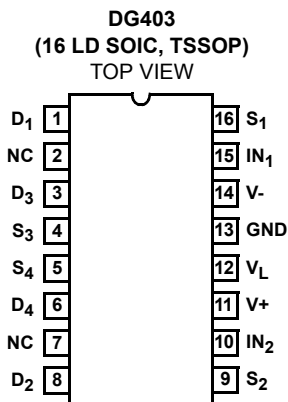 DG403
(16 LD SOIC, TSSOP)
TOP VIEW
D1 1 16 S1
NC 2 15 IN1
D3 3 14 V-
S3 4 13 GND
S4 5 12 VL
D4 6 11 V+
NC 7 10 IN2
D2 8 9 S2